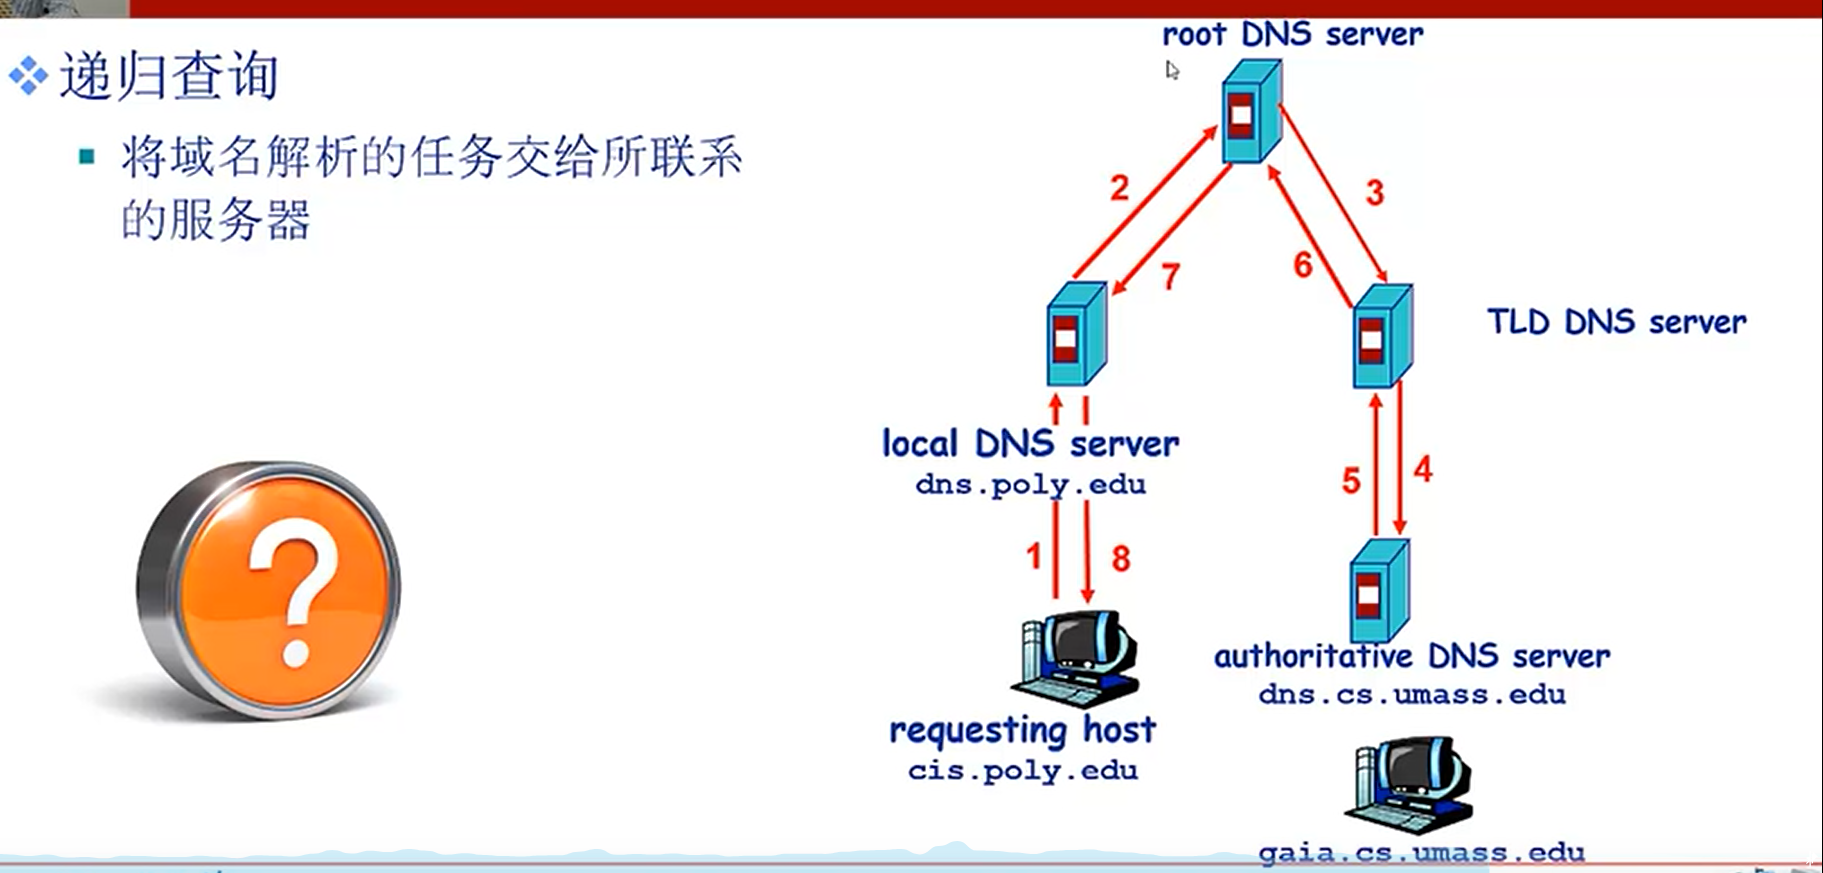 root DNS server
递归查询
将域名解析的任务交给所联系
的服务器
2
3
7
6
TLD DNS server
local DNS server
dns.poly.edu
5
4
1
8
?
authoritative DNS server
dns.cs.umass.edu
requesting host
cis.poly.edu
gaia.cs.umass.edu